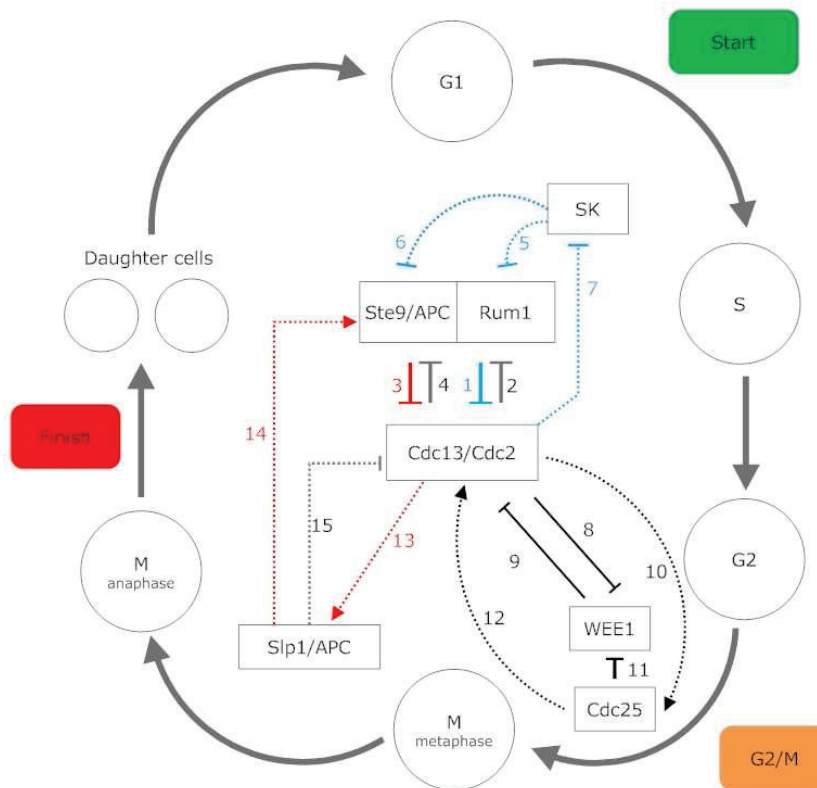 Start
G1
SK
6
5
7
Daughter cells
Ste9/APC
Rum1
S
3
4
1
2
Finish
14
Cdc13/Cdc2
15
13
8
9
10
G2
M
anaphase
12
WEE1
Slp1/APC
11
Cdc25
M
metaphase
G2/M